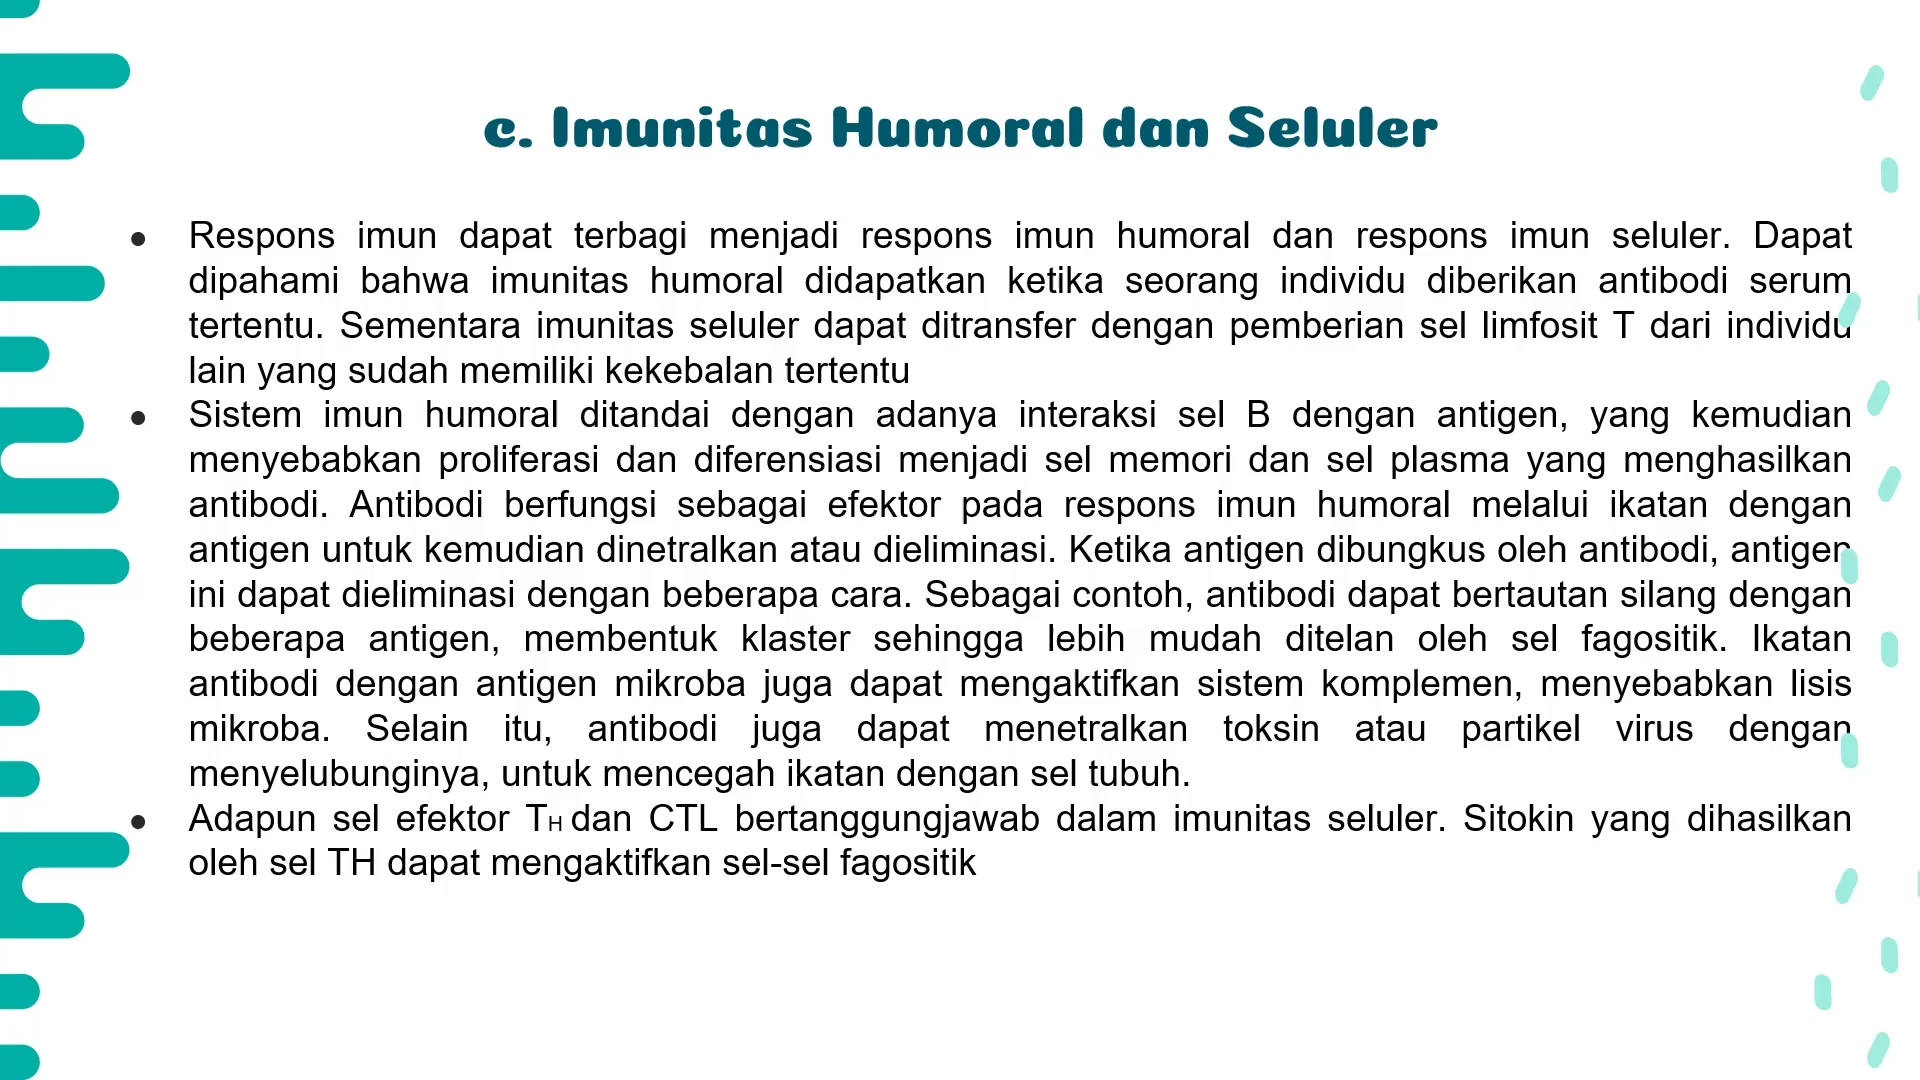 c. Imunitas Humoral dan Seluler
● Respons imun dapat terbagi menjadi respons imun humoral dan respons imun seluler. Dapat
dipahami bahwa imunitas humoral didapatkan ketika seorang individu diberikan antibodi serum
tertentu. Sementara imunitas seluler dapat ditransfer dengan pemberian sel limfosit T dari individu
lain yang sudah memiliki kekebalan tertentu
● Sistem imun humoral ditandai dengan adanya interaksi sel B dengan antigen, yang kemudian
menyebabkan proliferasi dan diferensiasi menjadi sel memori dan sel plasma yang menghasilkan
antibodi. Antibodi berfungsi sebagai efektor pada respons imun humoral melalui ikatan dengan
antigen untuk kemudian dinetralkan atau dieliminasi. Ketika antigen dibungkus oleh antibodi, antigen
ini dapat dieliminasi dengan beberapa cara. Sebagai contoh, antibodi dapat bertautan silang dengan
beberapa antigen, membentuk klaster sehingga lebih mudah ditelan oleh sel fagositik. Ikatan
antibodi dengan antigen mikroba juga dapat mengaktifkan sistem komplemen, menyebabkan lisis
mikroba. Selain itu, antibodi juga dapat menetralkan toksin atau partikel virus dengan
menyelubunginya, untuk mencegah ikatan dengan sel tubuh.
● Adapun sel efektor TH dan CTL bertanggungjawab dalam imunitas seluler. Sitokin yang dihasilkan
oleh sel TH dapat mengaktifkan sel-sel fagositik